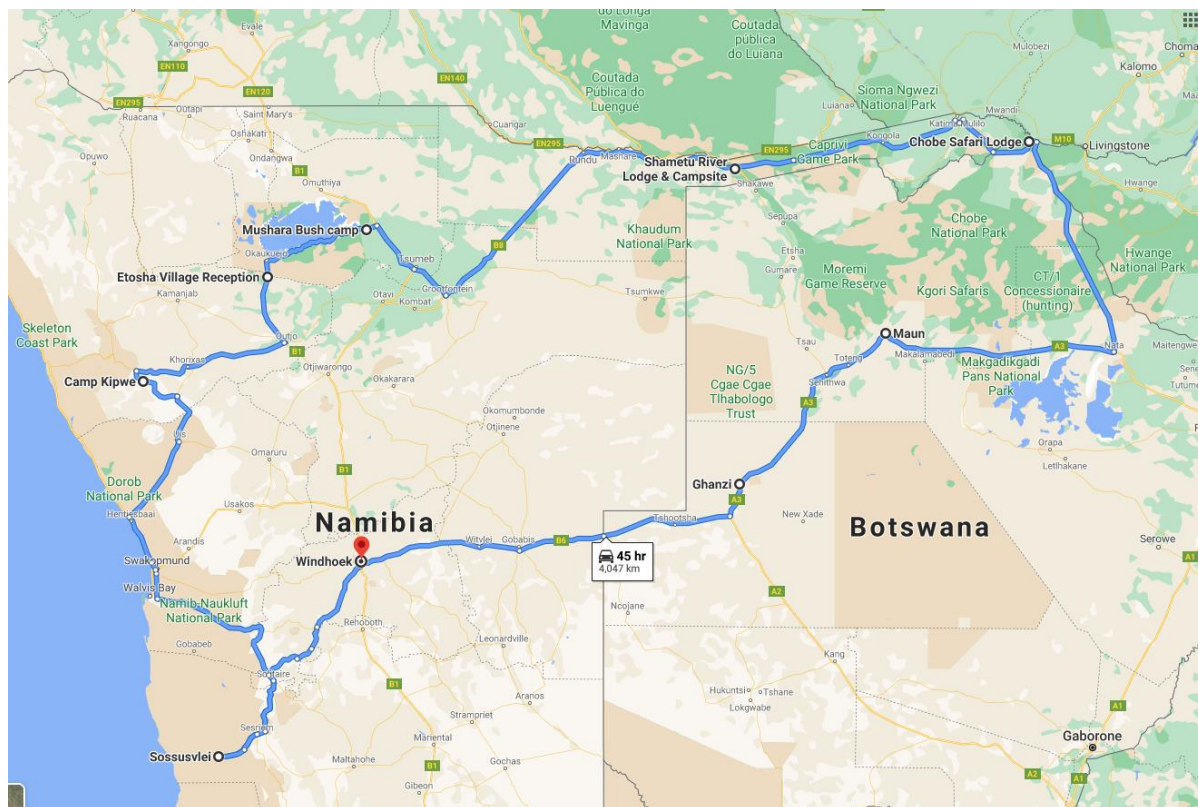 do Longa
Mavinga
Coutada
pública
do Luiana
Evale
Xangongo
EN110
EN140
Coutada
Pública do
Luengué
Mulobezi
Choma
Kalomo
EN295
EN120
Ruacana
Outapi
Saint Mary's
Oshakati
Ondangwa
Cuangar
Luiana
Sioma Ngwezi
National Park
Mwandi
Katima Mulilo
Kongola
Chobe Safari Lodge
M10
Livingstone
Opuwo
B1
Omuthiya
EN295
Rundu
Mashare
Shametu River
Lodge & Campsite
EN295
Caprivi
Game Park
Shakawe
Hwange
Mushara Bush camp
Okaukuejo
B8
Khaudum
National Park
Sepupa
Etsha
Gumare
Chobe
National Park
Hwange
National Park
Etosha Village Reception
Tsumeb
Grootfontein
Otavi
Kombat
Kamanjab
Tsumkwe
Moremi
Game Reserve
Kgori Safaris
CT/1
Concessionaire
(hunting)
Skeleton
Coast Park
Outjo
B1
Khorixas
Otjiwarongo
Maun
Tsau
Toteng
Makalamabedi
A3
Nata
Maitengwe
Camp Kipwe
Okakarara
NG/5
Cgae Cgae
Tlhabologo
Trust
Sehithwa
Makgadikgadi
Pans National
Park
Tutume
A3
Okomumbonde
Otjinene
Uis
Omaruru
Orapa
Letlhakane
B1
Dorob
National Park
Usakos
Ghanzi
Hentiesbaai
Arandis
Namibia
A3
New Xade
Botswana
Tshootsha
Serowe
Swakopmund
Windhoek
Witvlei
Gobabis
B6
45 hr
4,047 km
A1
Walvis Bay
Namib-Naukluft
National Park
Rehoboth
Ncojane
A2
Gobabeb
Leonardville
Solitaire
B1
Aranos
Kang
Hukuntsi
Tshane
Lokgwabe
A1
Stampriet
Sesriem
Sossusvlei
Mariental
Maltahohe
B1
Gochas
Gibeon
Gaborone
A2
A1